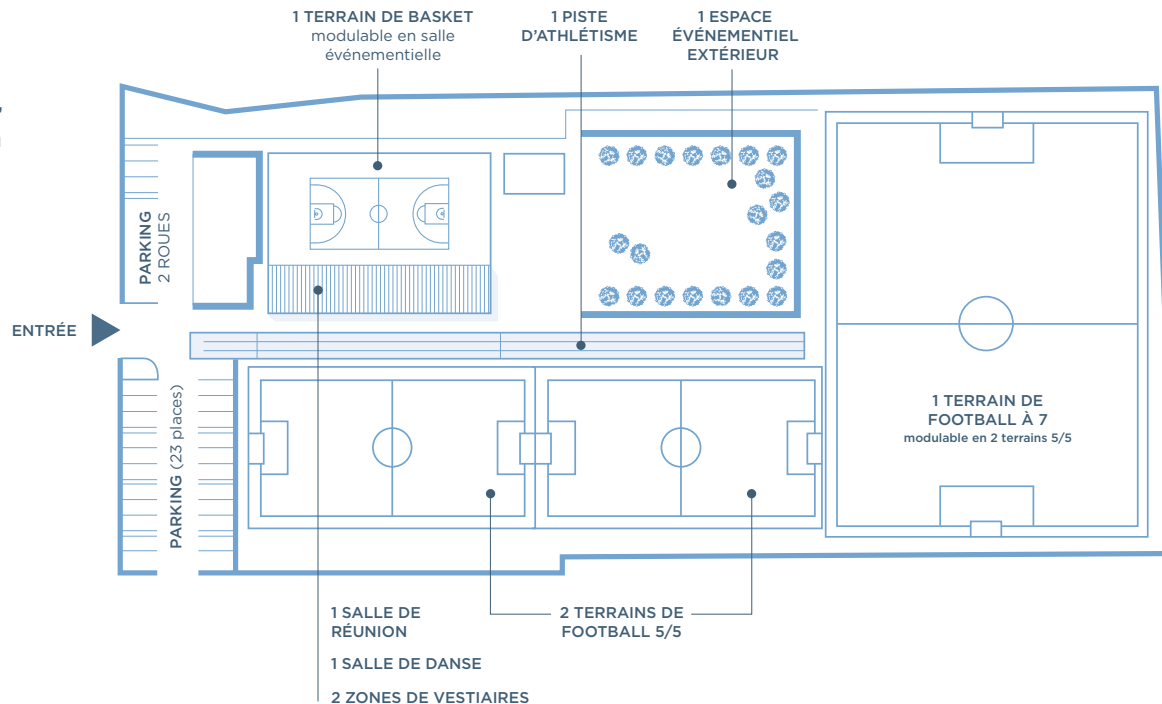 1 TERRAIN DE BASKET
modulable en salle
événementielle
1 PISTE
D'ATHLÉTISME
1 ESPACE
ÉVÉNEMENTIEL
EXTÉRIEUR
PARKING
2 ROUES
ENTRÉE
PARKING (23 places)
1 TERRAIN DE
FOOTBALL À 7
modulable en 2 terrains 5/5
1 SALLE DE
RÉUNION
1 SALLE DE DANSE
2 ZONES DE VESTIAIRES
2 TERRAINS DE
FOOTBALL 5/5